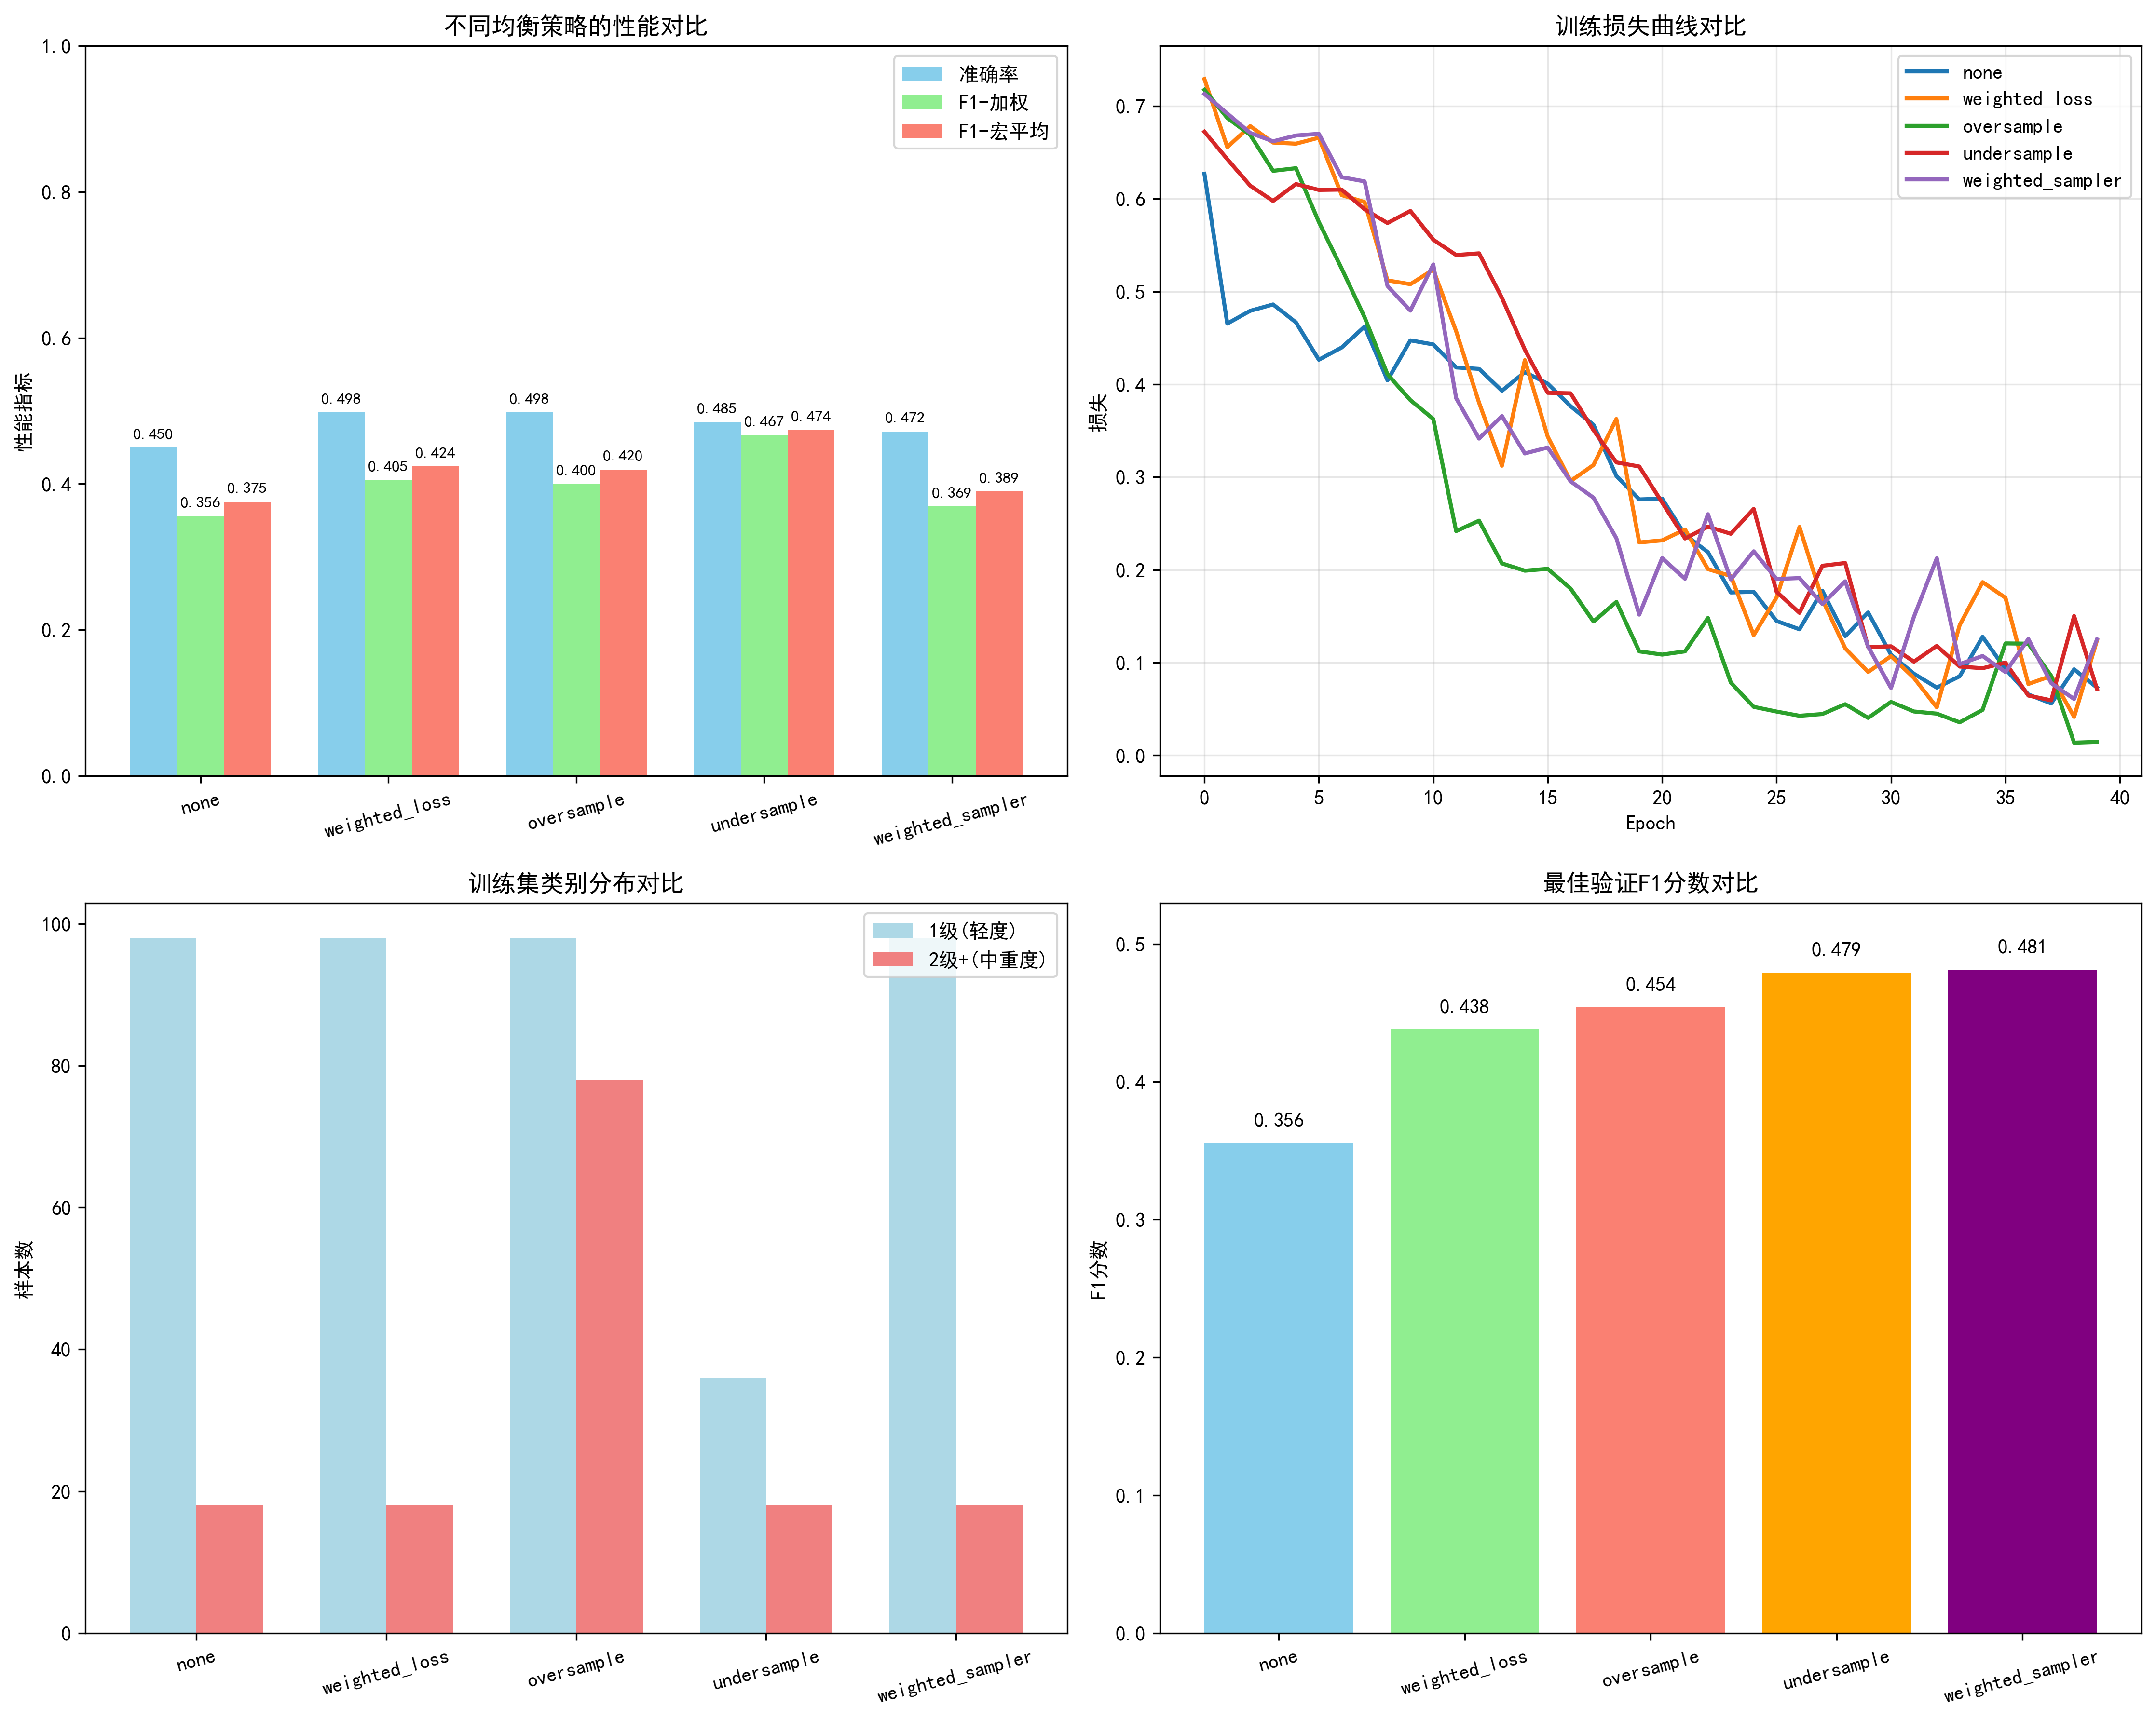 不同均衡策略的性能对比
性能指标
1.0
0.8
0.6
0.4
0.2
0.0
准确率
F1-加权
F1-宏平均
0.450
0.356
0.375
0.498
0.405
0.424
0.498
0.400
0.420
0.485
0.467
0.474
0.472
0.369
0.389
none
weighted_loss
oversample
undersample
weighted_sampler
训练损失曲线对比
损失
0.7
0.6
0.5
0.4
0.3
0.2
0.1
0.0
none
weighted_loss
oversample
undersample
weighted_sampler
0
5
10
15
20
25
30
35
40
Epoch
训练集类别分布对比
样本数
100
80
60
40
20
0
1级(轻度)
2级+(中重度)
none
weighted_loss
oversample
undersample
weighted_sampler
最佳验证F1分数对比
F1分数
0.5
0.4
0.3
0.2
0.1
0.0
0.356
0.438
0.454
0.479
0.481
none
weighted_loss
oversample
undersample
weighted_sampler